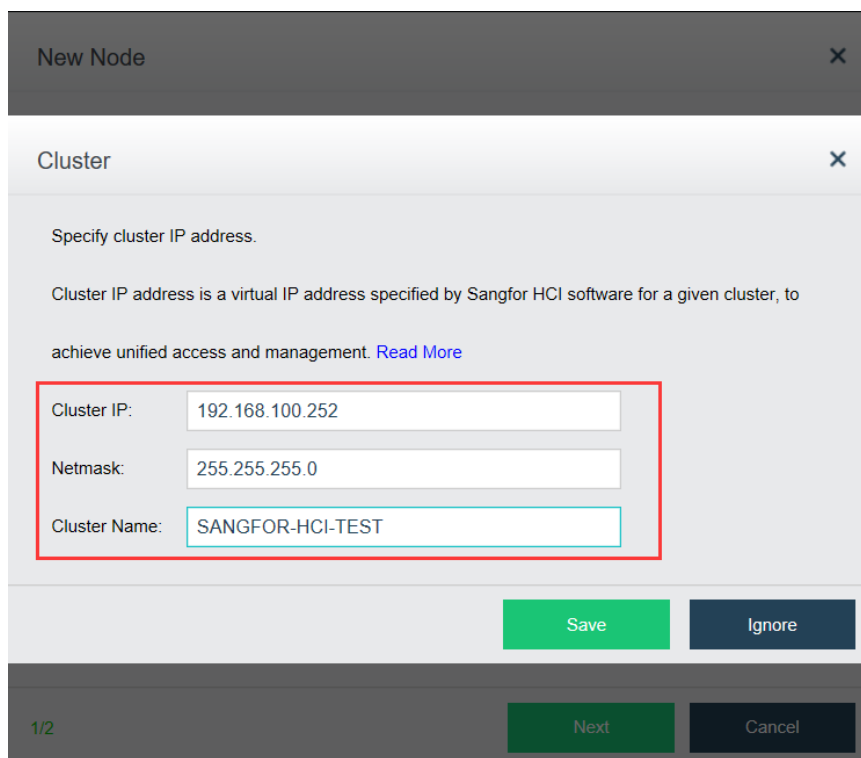 New Node
Cluster
Specify cluster IP address.
Cluster IP address is a virtual IP address specified by Sangfor HCI software for a given cluster, to
achieve unified access and management. Read More
Cluster IP: 192.168.100.252
Netmask: 255.255.255.0
Cluster Name: SANGFOR-HCI-TEST
Save Ignore
1/2 Next Cancel